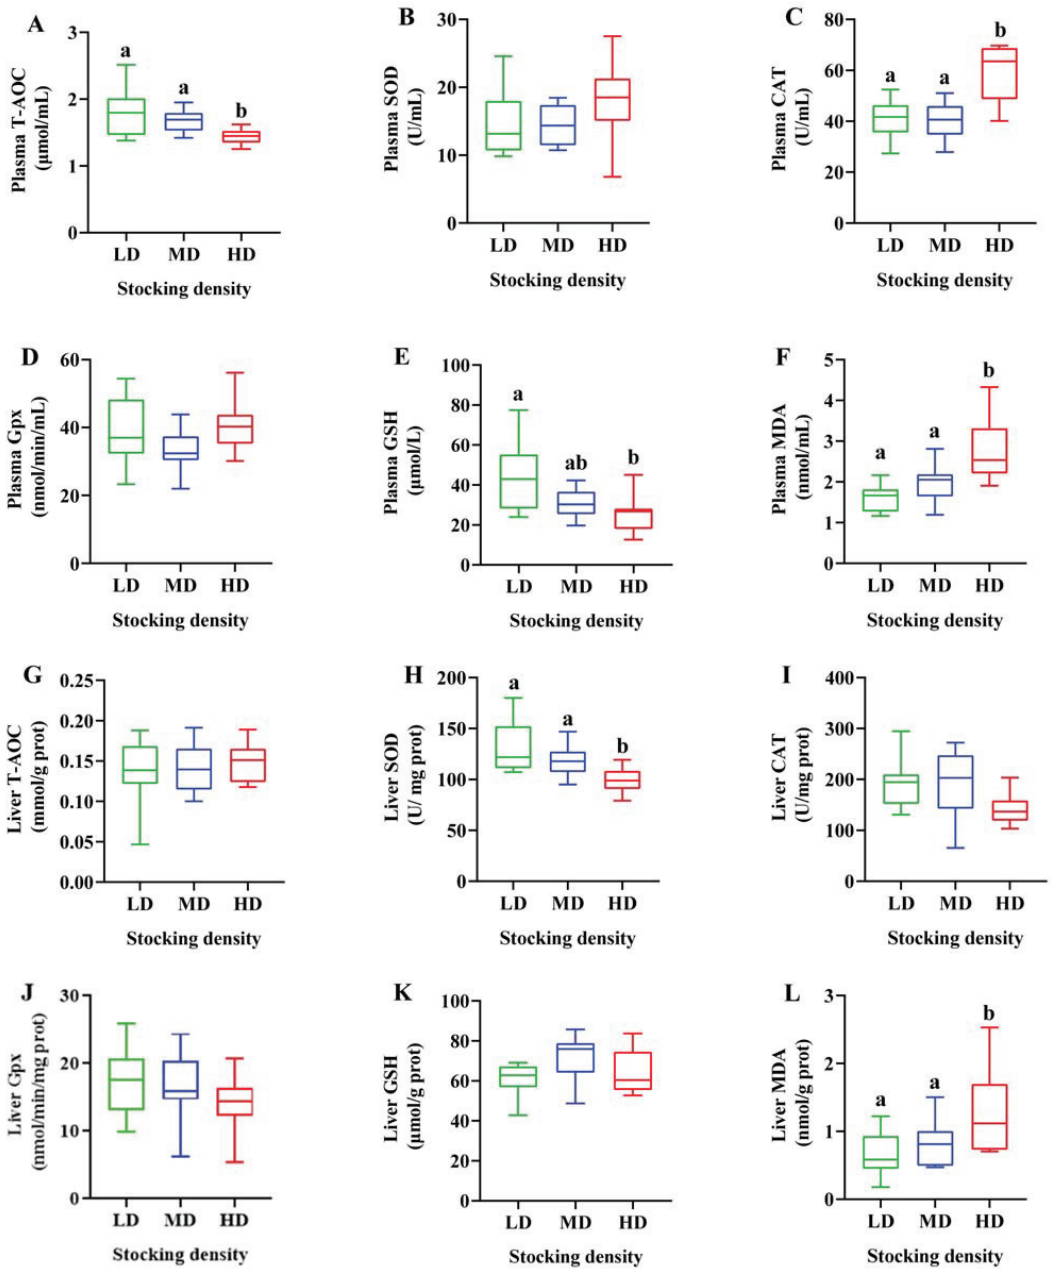 A
Plasma T-AOC
(μmol/mL)
3
2
1
0
a
a
b
LD MD HD
Stocking density
B
Plasma SOD
(U/mL)
30
20
10
0
LD MD HD
Stocking density
C
Plasma CAT
(U/mL)
80
60
40
20
0
a
a
b
LD MD HD
Stocking density
D
Plasma Gpx
(nmol/min/mL)
60
40
20
0
LD MD HD
Stocking density
E
Plasma GSH
(μmol/L)
100
80
60
40
20
0
a
ab
b
LD MD HD
Stocking density
F
Plasma MDA
(nmol/mL)
5
4
3
2
1
0
a
a
b
LD MD HD
Stocking density
G
Liver T-AOC
(mmol/g prot)
0.25
0.20
0.15
0.10
0.05
0.00
LD MD HD
Stocking density
H
Liver SOD
(U/ mg prot)
200
150
100
50
0
a
a
b
LD MD HD
Stocking density
I
Liver CAT
(U/mg prot)
400
300
200
100
0
LD MD HD
Stocking density
J
Liver Gpx
(nmol/min/mg prot)
30
20
10
0
LD MD HD
Stocking density
K
Liver GSH
(μmol/g prot)
100
80
60
40
20
0
LD MD HD
Stocking density
L
Liver MDA
(nmol/g prot)
3
2
1
0
a
a
b
LD MD HD
Stocking density